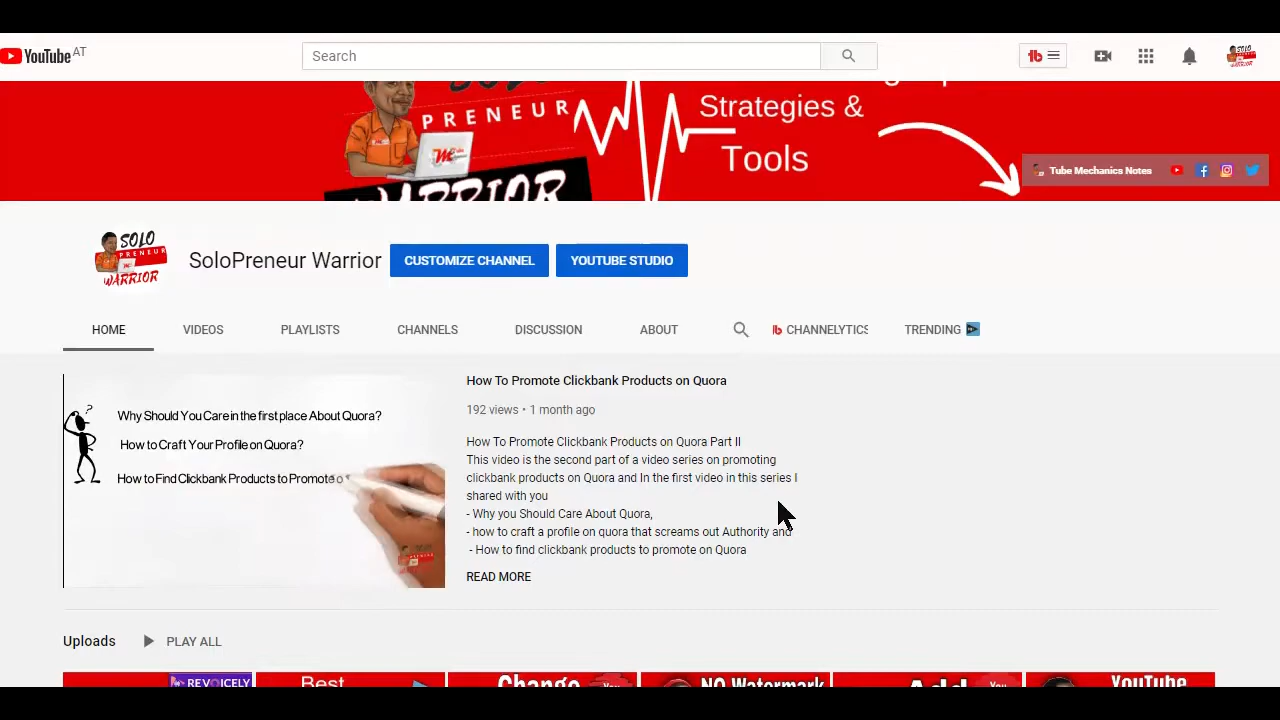 YouTube AT
Search
PRENEUR
WARRIOR
Strategies &
Tools
Tube Mechanics Notes
SOLO
PRENEUR
WARRIOR
SoloPreneur Warrior
CUSTOMIZE CHANNEL
YOUTUBE STUDIO
HOME
VIDEOS
PLAYLISTS
CHANNELS
DISCUSSION
ABOUT
CHANNELYTICS
TRENDING
Why Should You Care in the first place About Quora?
How to Craft Your Profile on Quora?
How to Find Clickbank Products to Promote o
How To Promote Clickbank Products on Quora
192 views • 1 month ago
How To Promote Clickbank Products on Quora Part II
This video is the second part of a video series on promoting
clickbank products on Quora and In the first video in this series I
shared with you
- Why you Should Care About Quora,
- how to craft a profile on quora that screams out Authority and
- How to find clickbank products to promote on Quora
READ MORE
Uploads
PLAY ALL
REVOICELY
Best
Change
You
NO Watermark
Add
You
YouTube